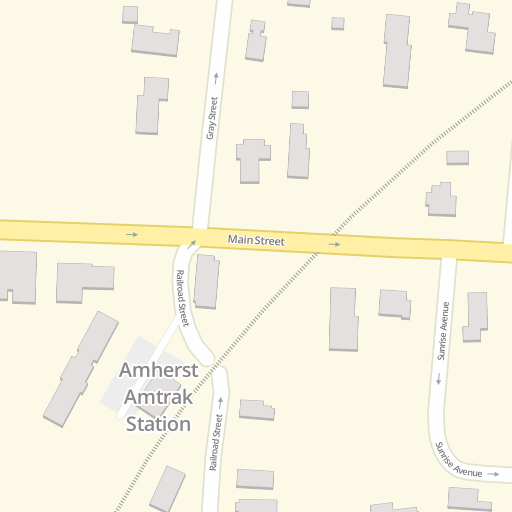 Gray Street
Main Street
Railroad Street
Sunrise Avenue
Amherst
Amtrak
Station
Railroad Street
Sunrise Avenue